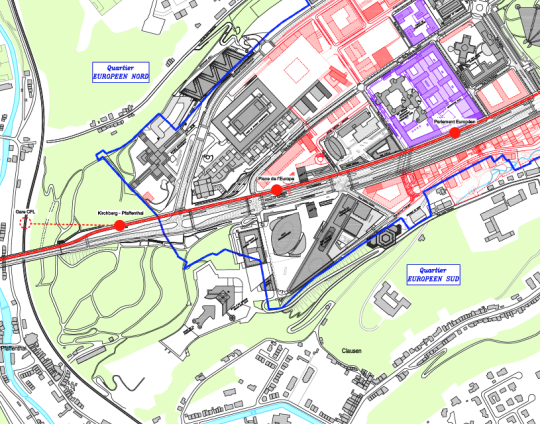 Quartier
EUROPEEN NORD
Parlement Européen
Place de l'Europe
Gare CFL
Kirchberg - Pfaffenthal
Quartier
EUROPEEN SUD
Pfaffenthal
Clausen